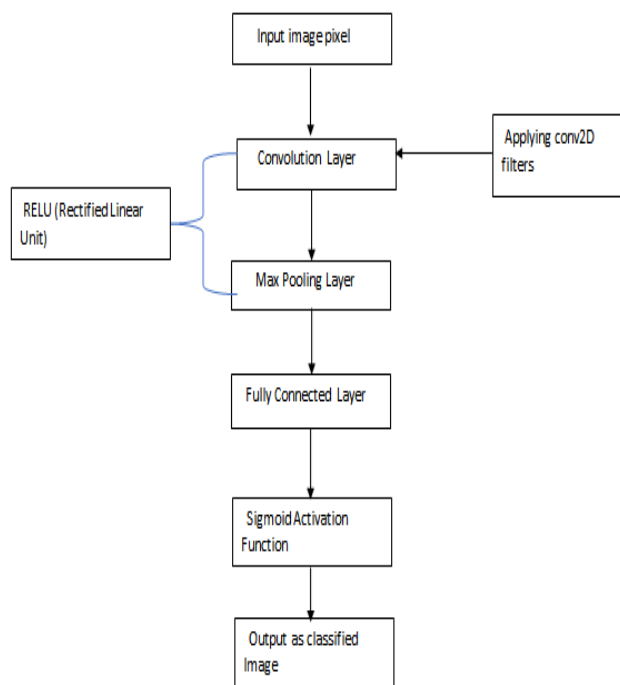 Input image pixel
Applying conv2D
filters
Convolution Layer
RELU (Rectified Linear
Unit)
Max Pooling Layer
Fully Connected Layer
Sigmoid Activation
Function
Output as classified
Image